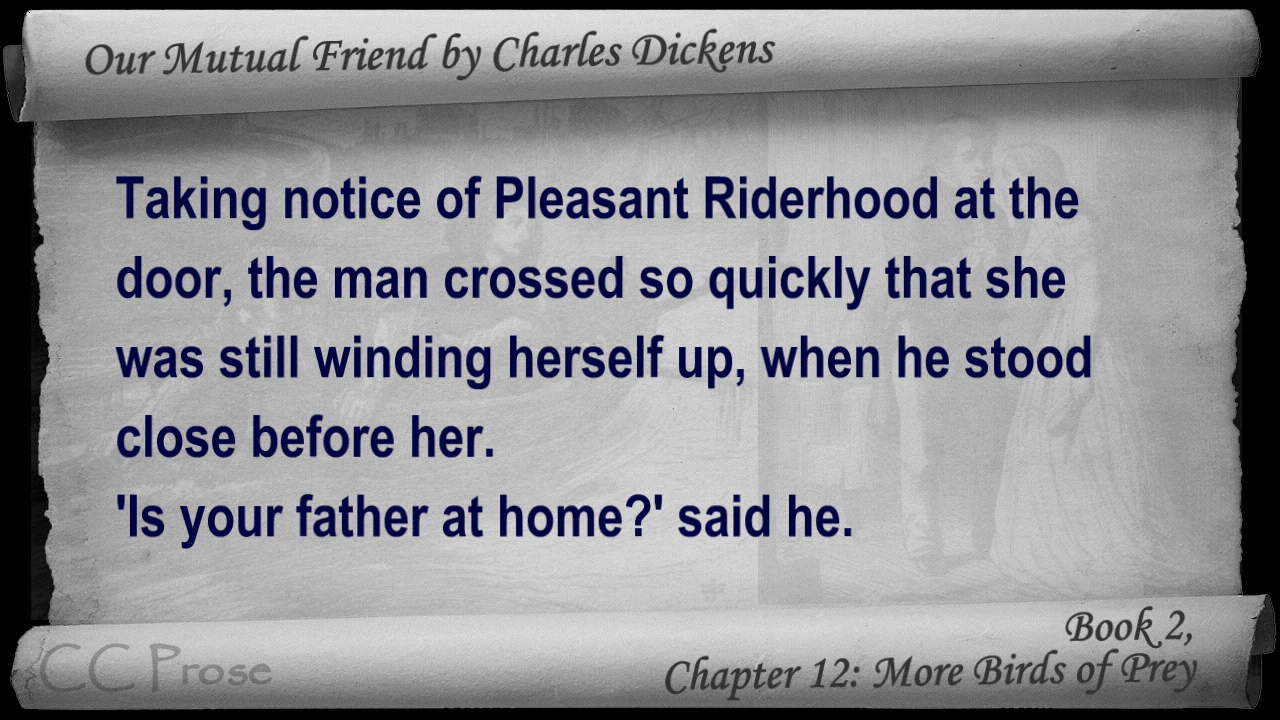 Our Mutual Friend by Charles Dickens
Taking notice of Pleasant Riderhood at the
door, the man crossed so quickly that she
was still winding herself up, when he stood
close before her.
'Is your father at home?' said he.
Book 2,
Chapter 12: More Birds of Prey
CC Prose